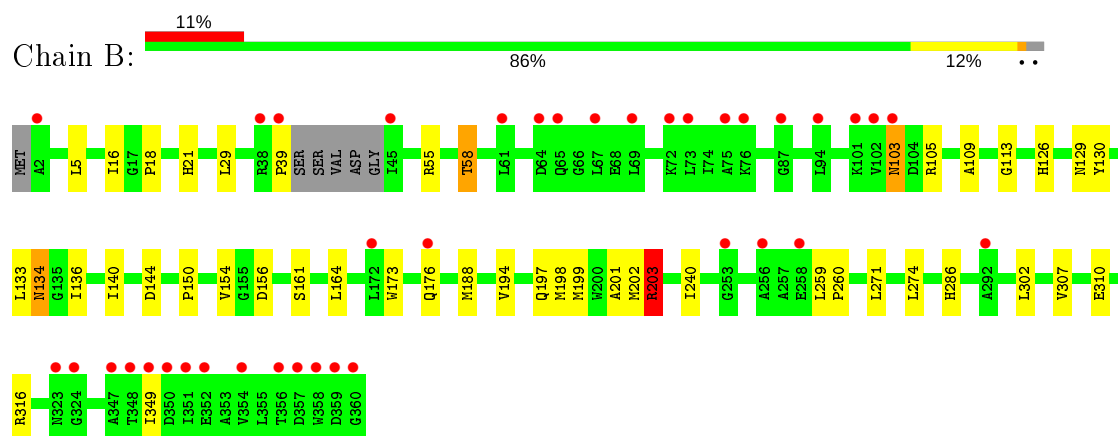 11%
Chain B:
86% 12% • •
MET A2 L5 I16 G17 P18 H21 L29 R38 P39 SER SER VAL ASP GLY I45 R55 T58 L61 D64 Q65 G66 L67 E68 L69 K72 L73 I74 A75 K76 G87 L94 K101 V102 N103 D104 R105 A109 G113 H126 N129 Y130
L133 N134 G135 I136 I140 D144 P150 V154 G155 D156 S161 L164 L172 W173 Q176 M188 V194 Q197 M198 M199 W200 A201 M202 R203 I240 G253 A256 A257 E258 L259 P260 L271 L274 H286 A292 L302 V307 E310
R316 N323 G324 A347 T348 I349 D350 I351 E352 A353 V354 L355 T356 D357 W358 D359 G360